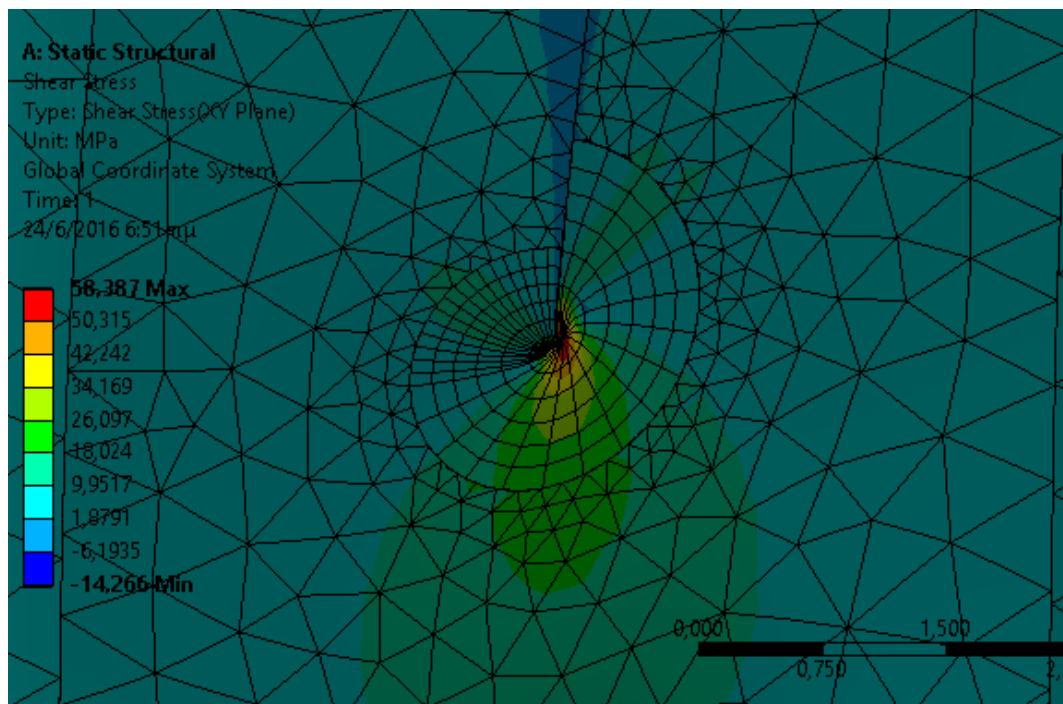 A: Static Structural
Shear Stress
Type: Shear Stress(XY Plane)
Unit: MPa
Global Coordinate System
Time: 1
24/6/2016 6:51 πμ
58,387 Max
50,315
42,242
34,169
26,097
18,024
9,9517
1,8791
-6,1935
-14,266 Min
0,000 1,500
0,750 2,